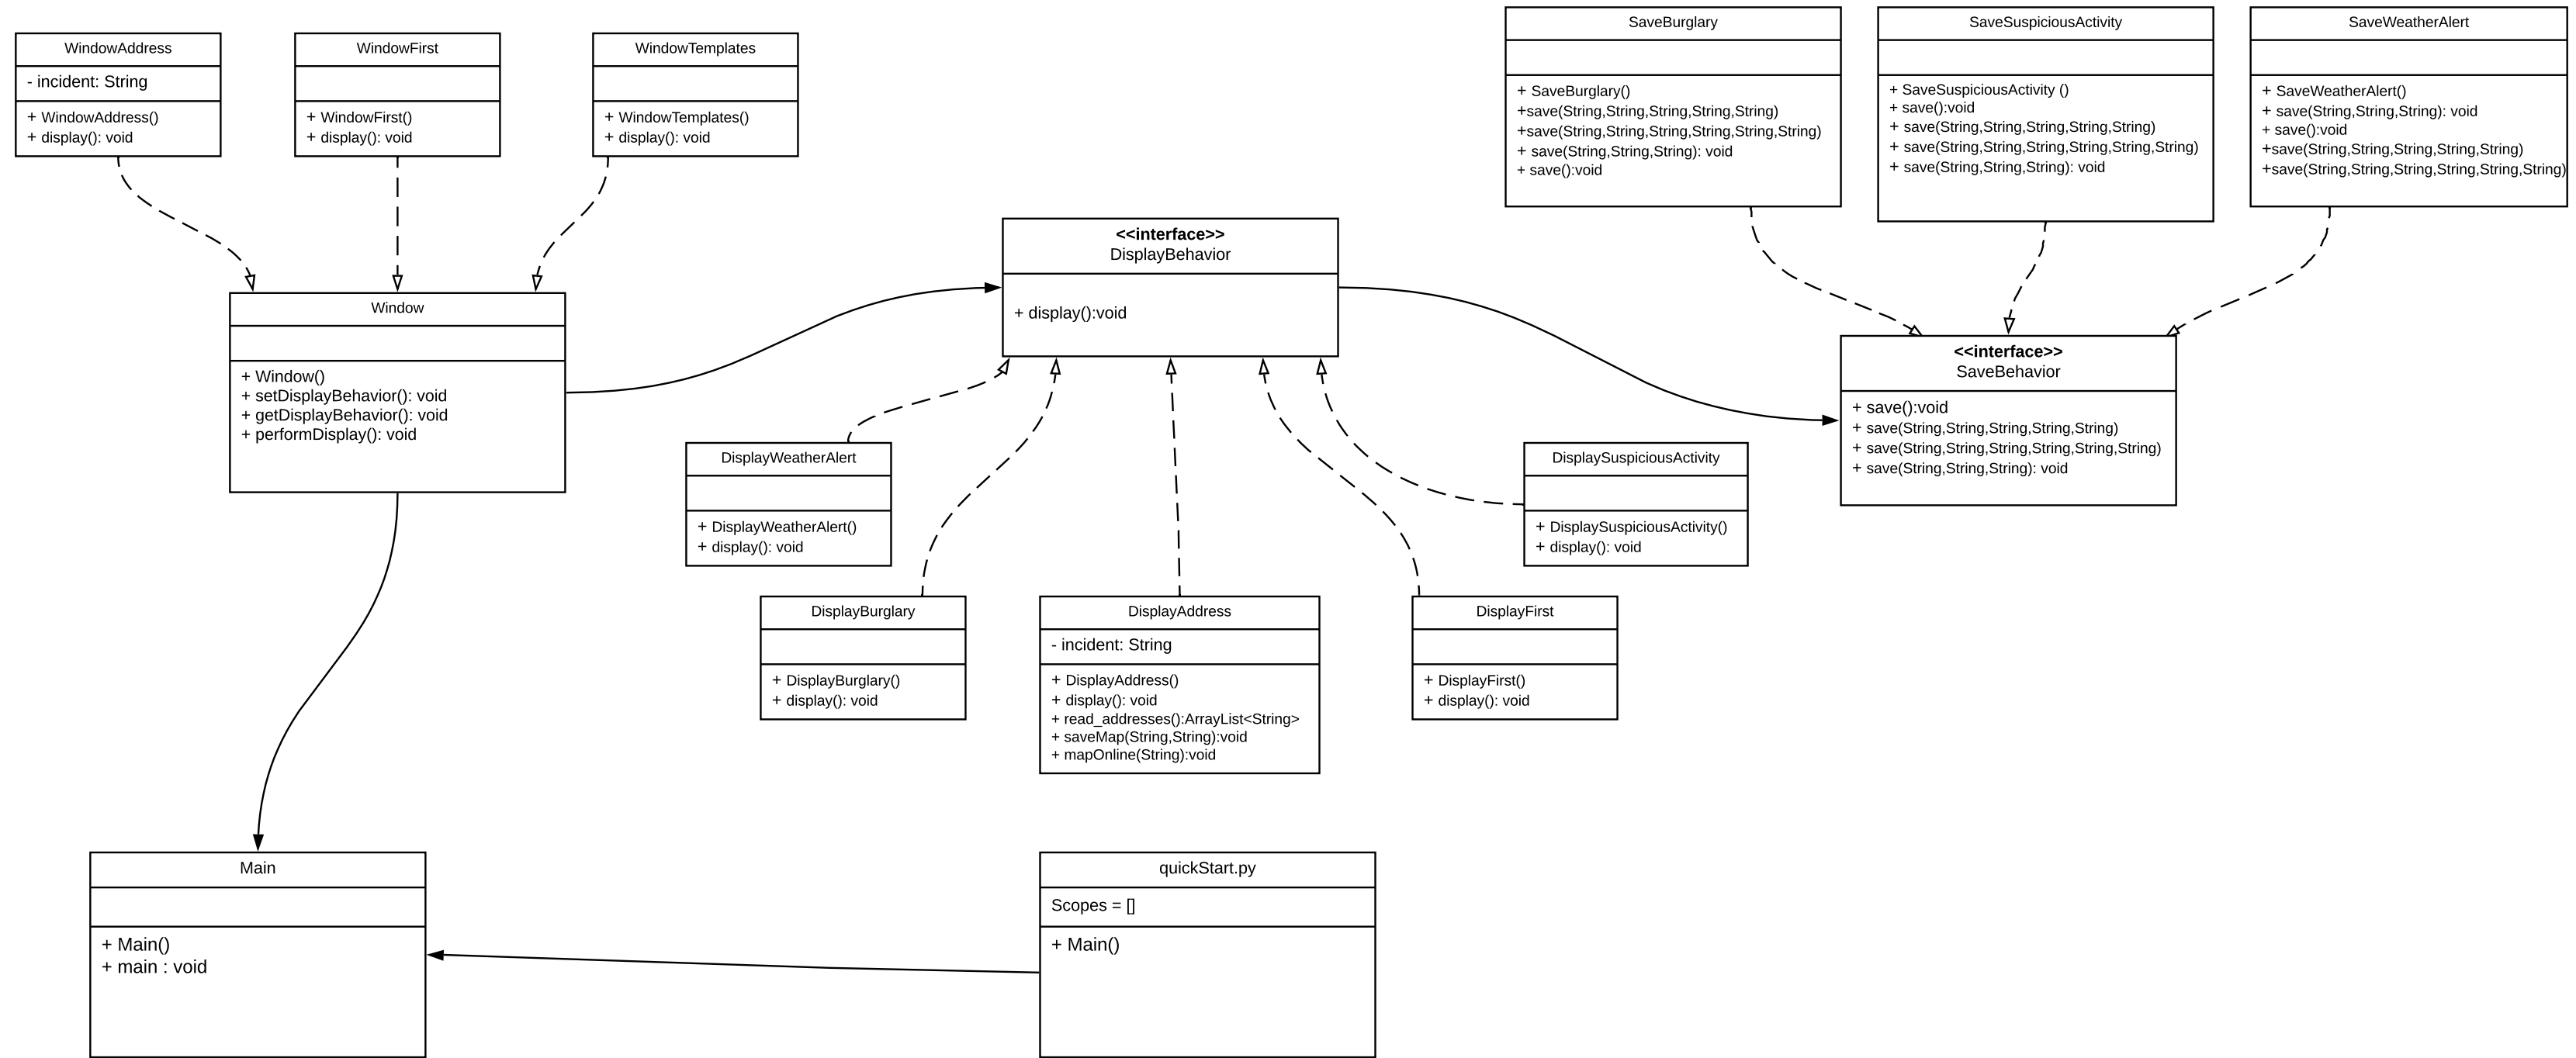 WindowAddress
- incident: String
+ WindowAddress()
+ display(): void
WindowFirst
+ WindowFirst()
+ display(): void
WindowTemplates
+ WindowTemplates()
+ display(): void
SaveBurglary
+ SaveBurglary()
+save(String,String,String,String,String)
+save(String,String,String,String,String,String)
+ save(String,String,String): void
+ save():void
SaveSuspiciousActivity
+ SaveSuspiciousActivity ()
+ save():void
+ save(String,String,String,String,String)
+ save(String,String,String,String,String,String)
+ save(String,String,String): void
SaveWeatherAlert
+ SaveWeatherAlert()
+ save(String,String,String): void
+ save():void
+save(String,String,String,String,String)
+save(String,String,String,String,String,String)
Window
+ Window()
+ setDisplayBehavior(): void
+ getDisplayBehavior(): void
+ performDisplay(): void
<<interface>>
DisplayBehavior
+ display():void
<<interface>>
SaveBehavior
+ save():void
+ save(String,String,String,String,String)
+ save(String,String,String,String,String,String)
+ save(String,String,String): void
DisplayWeatherAlert
+ DisplayWeatherAlert()
+ display(): void
DisplaySuspiciousActivity
+ DisplaySuspiciousActivity()
+ display(): void
DisplayBurglary
+ DisplayBurglary()
+ display(): void
DisplayAddress
- incident: String
+ DisplayAddress()
+ display(): void
+ read_addresses():ArrayList<String>
+ saveMap(String,String):void
+ mapOnline(String):void
DisplayFirst
+ DisplayFirst()
+ display(): void
Main
+ Main()
+ main : void
quickStart.py
Scopes = []
+ Main()